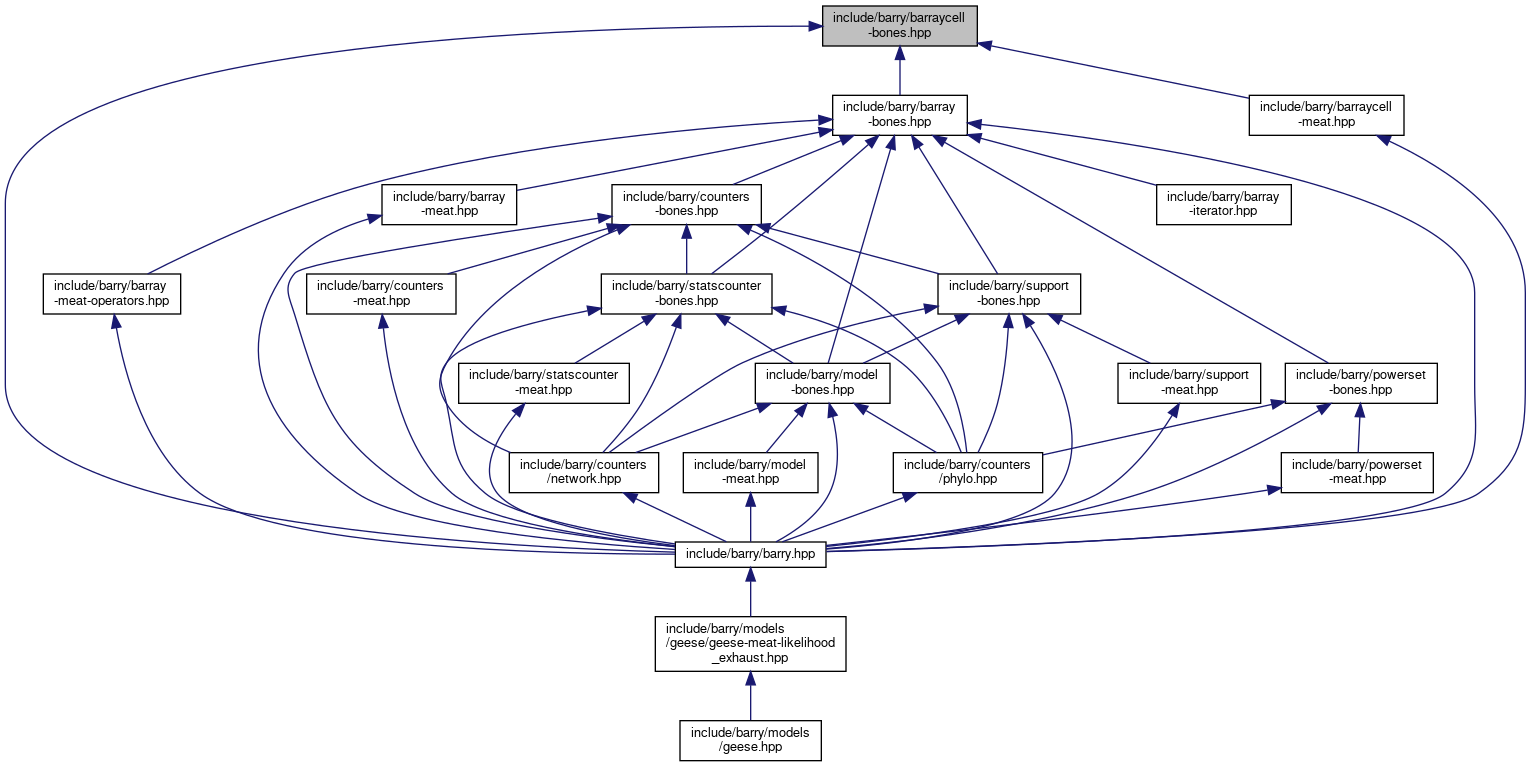 include/barry/barraycell
-bones.hpp
include/barry/barray
-bones.hpp
include/barry/barraycell
-meat.hpp
include/barry/barray
-meat.hpp
include/barry/counters
-bones.hpp
include/barry/barray
-iterator.hpp
include/barry/barray
-meat-operators.hpp
include/barry/counters
-meat.hpp
include/barry/statscounter
-bones.hpp
include/barry/support
-bones.hpp
include/barry/statscounter
-meat.hpp
include/barry/model
-bones.hpp
include/barry/support
-meat.hpp
include/barry/powerset
-bones.hpp
include/barry/counters
/network.hpp
include/barry/model
-meat.hpp
include/barry/counters
/phylo.hpp
include/barry/powerset
-meat.hpp
include/barry/barry.hpp
include/barry/models
/geese/geese-meat-likelihood
_exhaust.hpp
include/barry/models
/geese.hpp